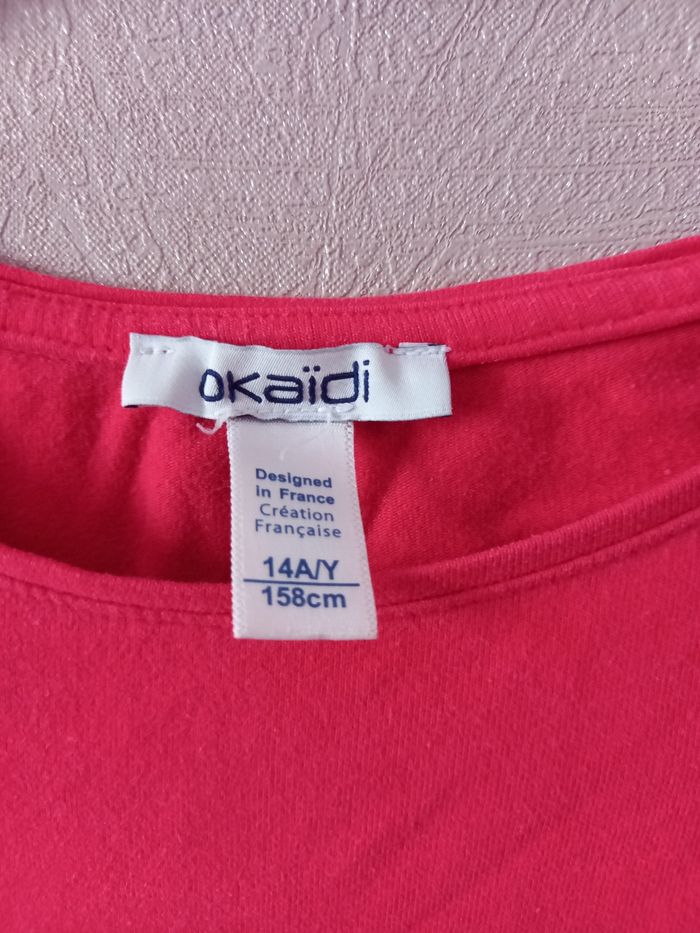 okaïdi
Designed
in France
Création
Française
14A/Y
158cm